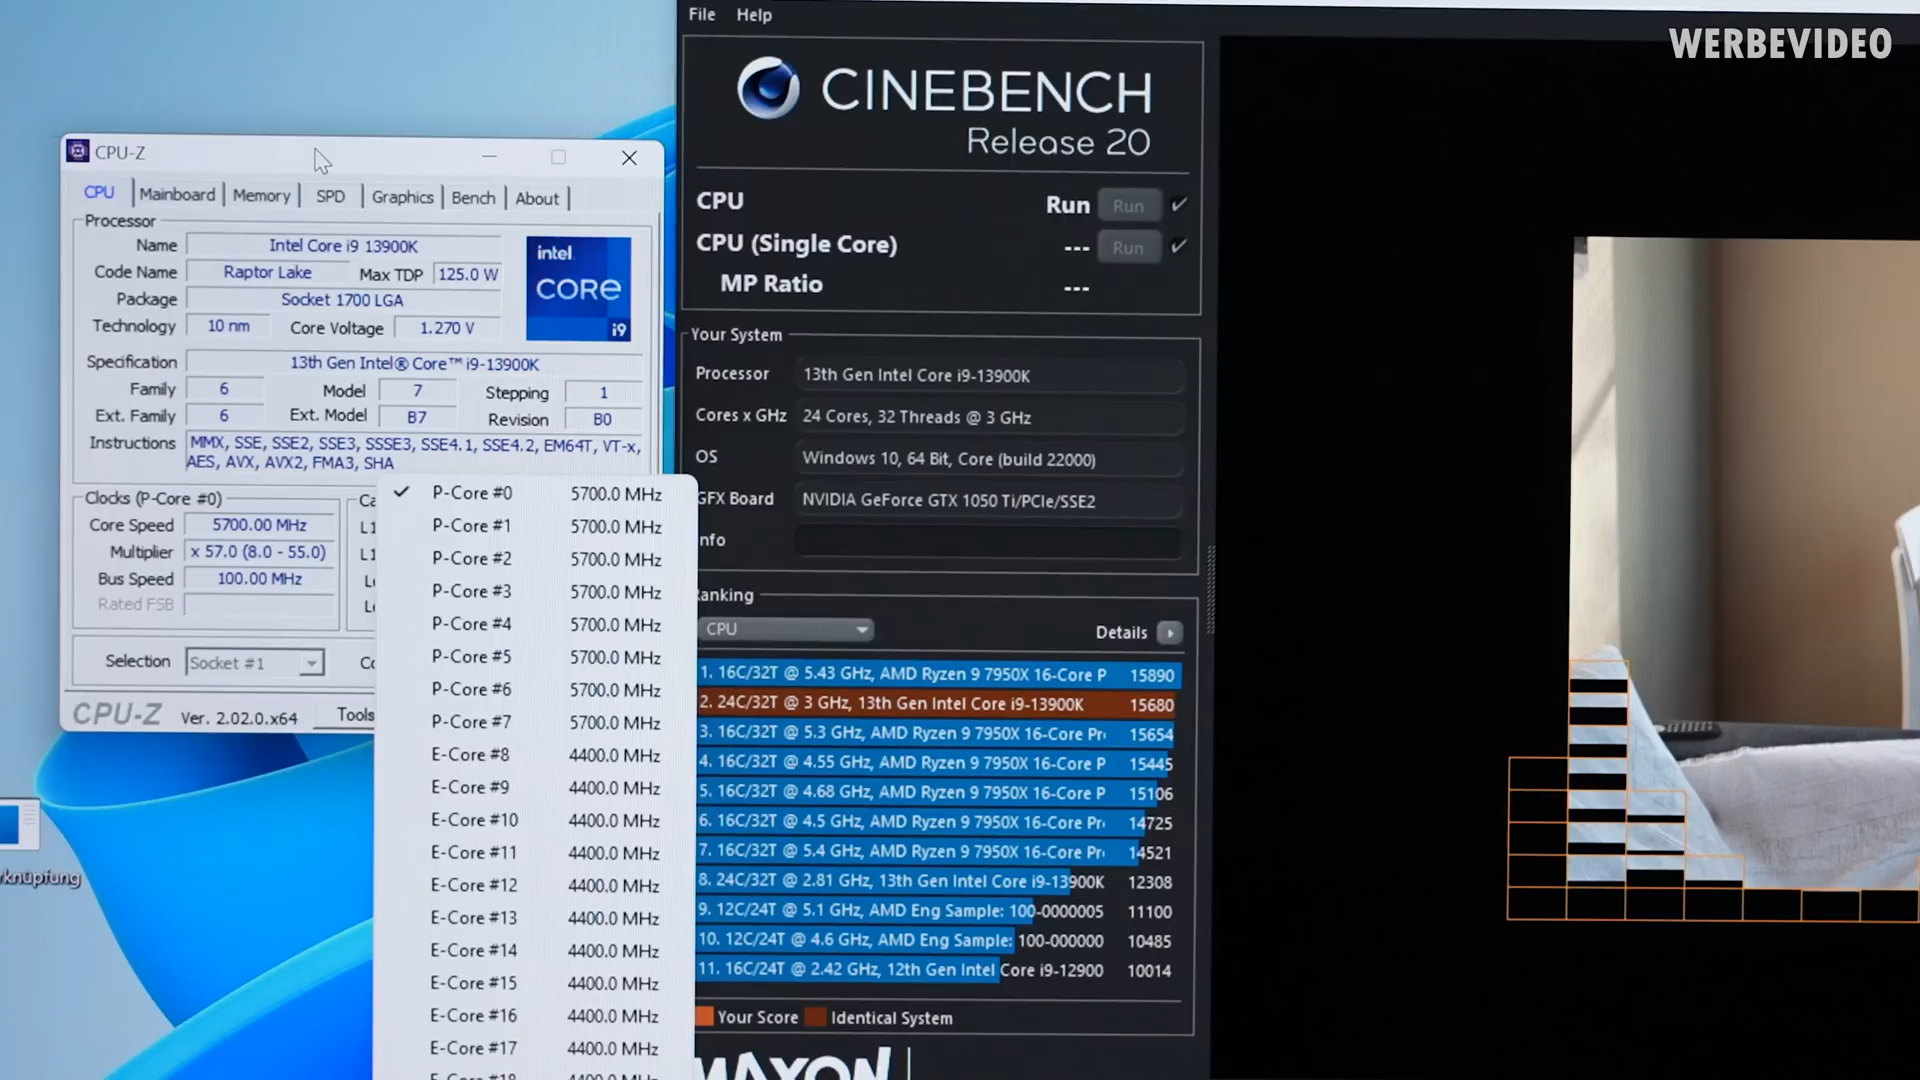 WERBEVIDEO
CPU-Z
CPU Mainboard Memory SPD Graphics Bench About
Processor
Name Intel Core i9 13900K
Code Name Raptor Lake Max TDP 125.0 W
Package Socket 1700 LGA
Technology 10 nm Core Voltage 1.270 V
intel CORE i9
Specification 13th Gen Intel® Core™ i9-13900K
Family 6 Model 7 Stepping 1
Ext. Family 6 Ext. Model B7 Revision B0
Instructions MMX, SSE, SSE2, SSE3, SSSE3, SSE4.1, SSE4.2, EM64T, VT-x,
AES, AVX, AVX2, FMA3, SHA
Clocks (P-Core #0)
Core Speed 5700.00 MHz
Multiplier x 57.0 (8.0 - 55.0)
Bus Speed 100.00 MHz
Rated FSB
Selection Socket #1
CPU-Z Ver. 2.02.0.x64 Tools
P-Core #0 5700.0 MHz
P-Core #1 5700.0 MHz
P-Core #2 5700.0 MHz
P-Core #3 5700.0 MHz
P-Core #4 5700.0 MHz
P-Core #5 5700.0 MHz
P-Core #6 5700.0 MHz
P-Core #7 5700.0 MHz
E-Core #8 4400.0 MHz
E-Core #9 4400.0 MHz
E-Core #10 4400.0 MHz
E-Core #11 4400.0 MHz
E-Core #12 4400.0 MHz
E-Core #13 4400.0 MHz
E-Core #14 4400.0 MHz
E-Core #15 4400.0 MHz
E-Core #16 4400.0 MHz
E-Core #17 4400.0 MHz
rknüpfung
File Help
CINEBENCH
Release 20
CPU Run Run
CPU (Single Core) --- Run
MP Ratio ---
Your System
Processor 13th Gen Intel Core i9-13900K
Cores x GHz 24 Cores, 32 Threads @ 3 GHz
OS Windows 10, 64 Bit, Core (build 22000)
GFX Board NVIDIA GeForce GTX 1050 Ti/PCIe/SSE2
nfo
anking
CPU Details
1. 16C/32T @ 5.43 GHz, AMD Ryzen 9 7950X 16-Core P 15890
2. 24C/32T @ 3 GHz, 13th Gen Intel Core i9-13900K 15680
3. 16C/32T @ 5.3 GHz, AMD Ryzen 9 7950X 16-Core Pr 15654
4. 16C/32T @ 4.55 GHz, AMD Ryzen 9 7950X 16-Core P 15445
5. 16C/32T @ 4.68 GHz, AMD Ryzen 9 7950X 16-Core P 15106
6. 16C/32T @ 4.5 GHz, AMD Ryzen 9 7950X 16-Core Pr 14725
7. 16C/32T @ 5.4 GHz, AMD Ryzen 9 7950X 16-Core Pr 14521
8. 24C/32T @ 2.81 GHz, 13th Gen Intel Core i9-13900K 12308
9. 12C/24T @ 5.1 GHz, AMD Eng Sample: 100-0000005 11100
10. 12C/24T @ 4.6 GHz, AMD Eng Sample: 100-000000 10485
11. 16C/24T @ 2.42 GHz, 12th Gen Intel Core i9-12900 10014
Your Score Identical System
MAXON